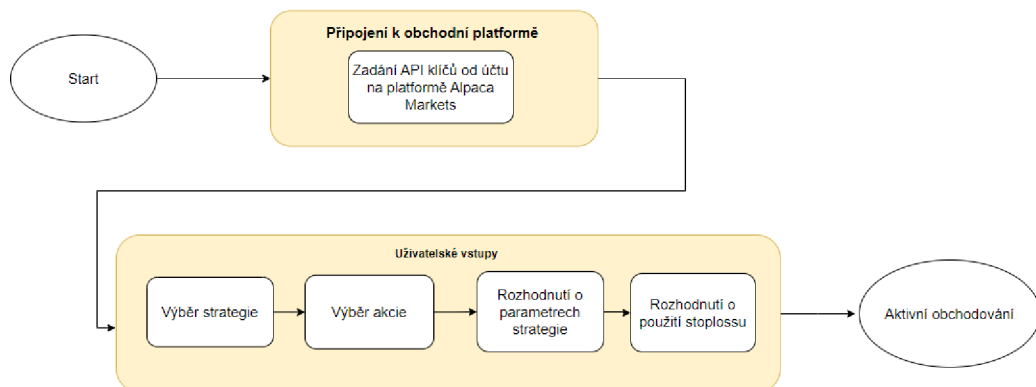 Start
Připojení k obchodní platformě
Zadání API klíčů od účtu
na platformě Alpaca
Markets
Uživatelské vstupy
Výběr strategie
Výběr akcie
Rozhodnutí o
parametrech
strategie
Rozhodnutí o
použití stoplossu
Aktivní obchodování